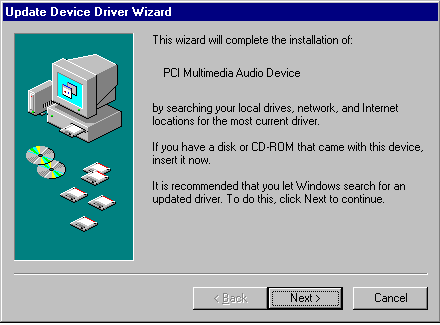 Update Device Driver Wizard
This wizard will complete the installation of:
PCI Multimedia Audio Device
by searching your local drives, network, and Internet
locations for the most current driver.
If you have a disk or CD-ROM that came with this device,
insert it now.
It is recommended that you let Windows search for an
updated driver. To do this, click Next to continue.
< Back
Next >
Cancel